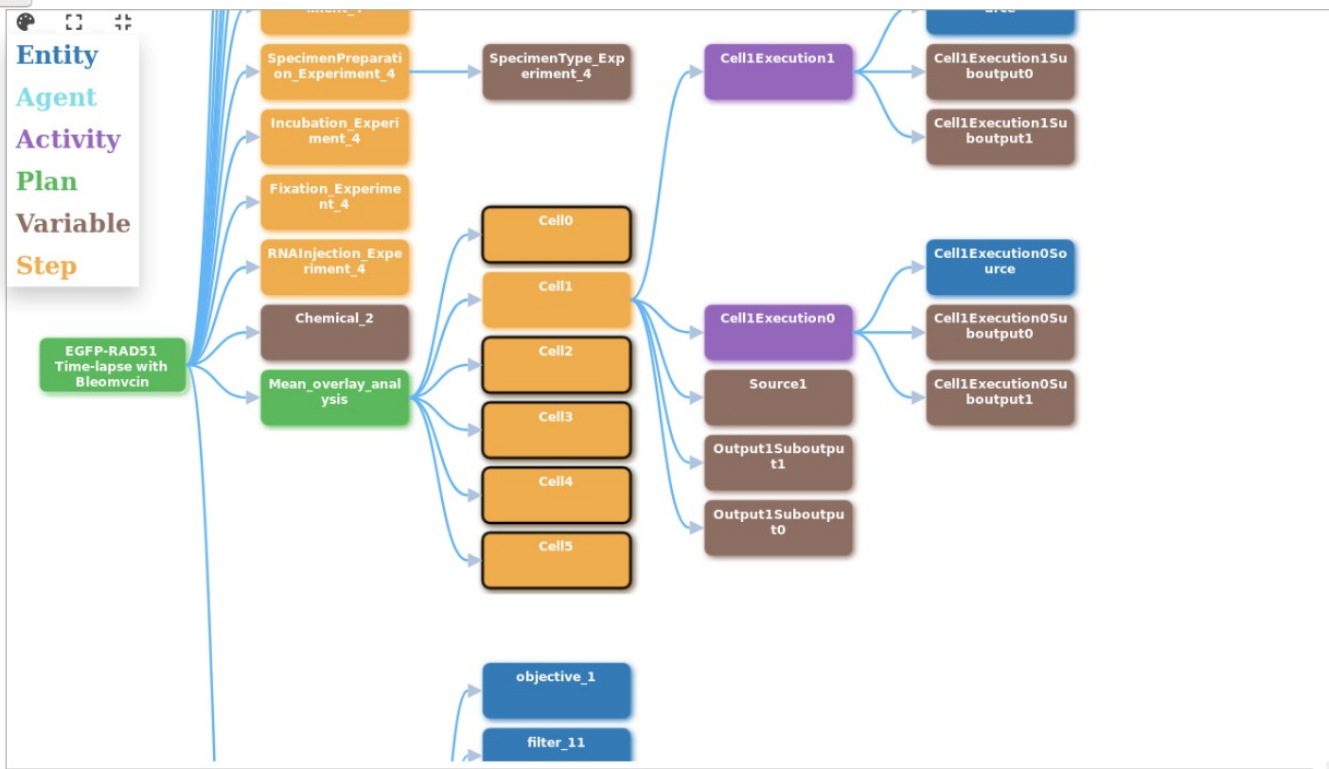 Entity
Agent
Activity
Plan
Variable
Step
EGFP-RAD51
Time-lapse with
Bleomycin
SpecimenPreparati
on_Experiment_4
Incubation_Experi
ment_4
Fixation_Experime
nt_4
RNAInjection_Expe
riment_4
Chemical_2
Mean_overlay_anal
ysis
SpecimenType_Exp
eriment_4
Cell0
Cell1
Cell2
Cell3
Cell4
Cell5
objective_1
filter_11
Cell1Execution1
Cell1Execution0
Source1
Output1Suboutpu
t1
Output1Suboutpu
t0
urce
Cell1Execution1Su
boutput0
Cell1Execution1Su
boutput1
Cell1Execution0So
urce
Cell1Execution0Su
boutput0
Cell1Execution0Su
boutput1